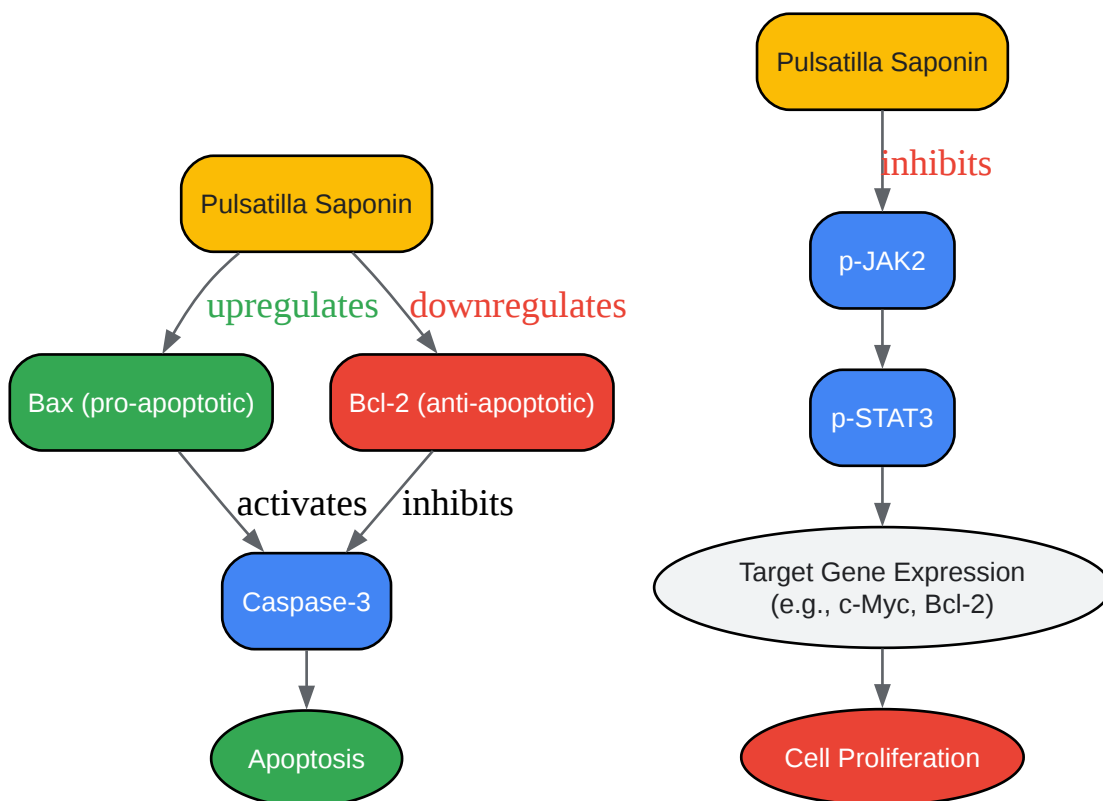 Pulsatilla Saponin
upregulates
downregulates
Bax (pro-apoptotic)
Bcl-2 (anti-apoptotic)
activates
inhibits
Caspase-3
Apoptosis
Pulsatilla Saponin
inhibits
p-JAK2
p-STAT3
Target Gene Expression
(e.g., c-Myc, Bcl-2)
Cell Proliferation